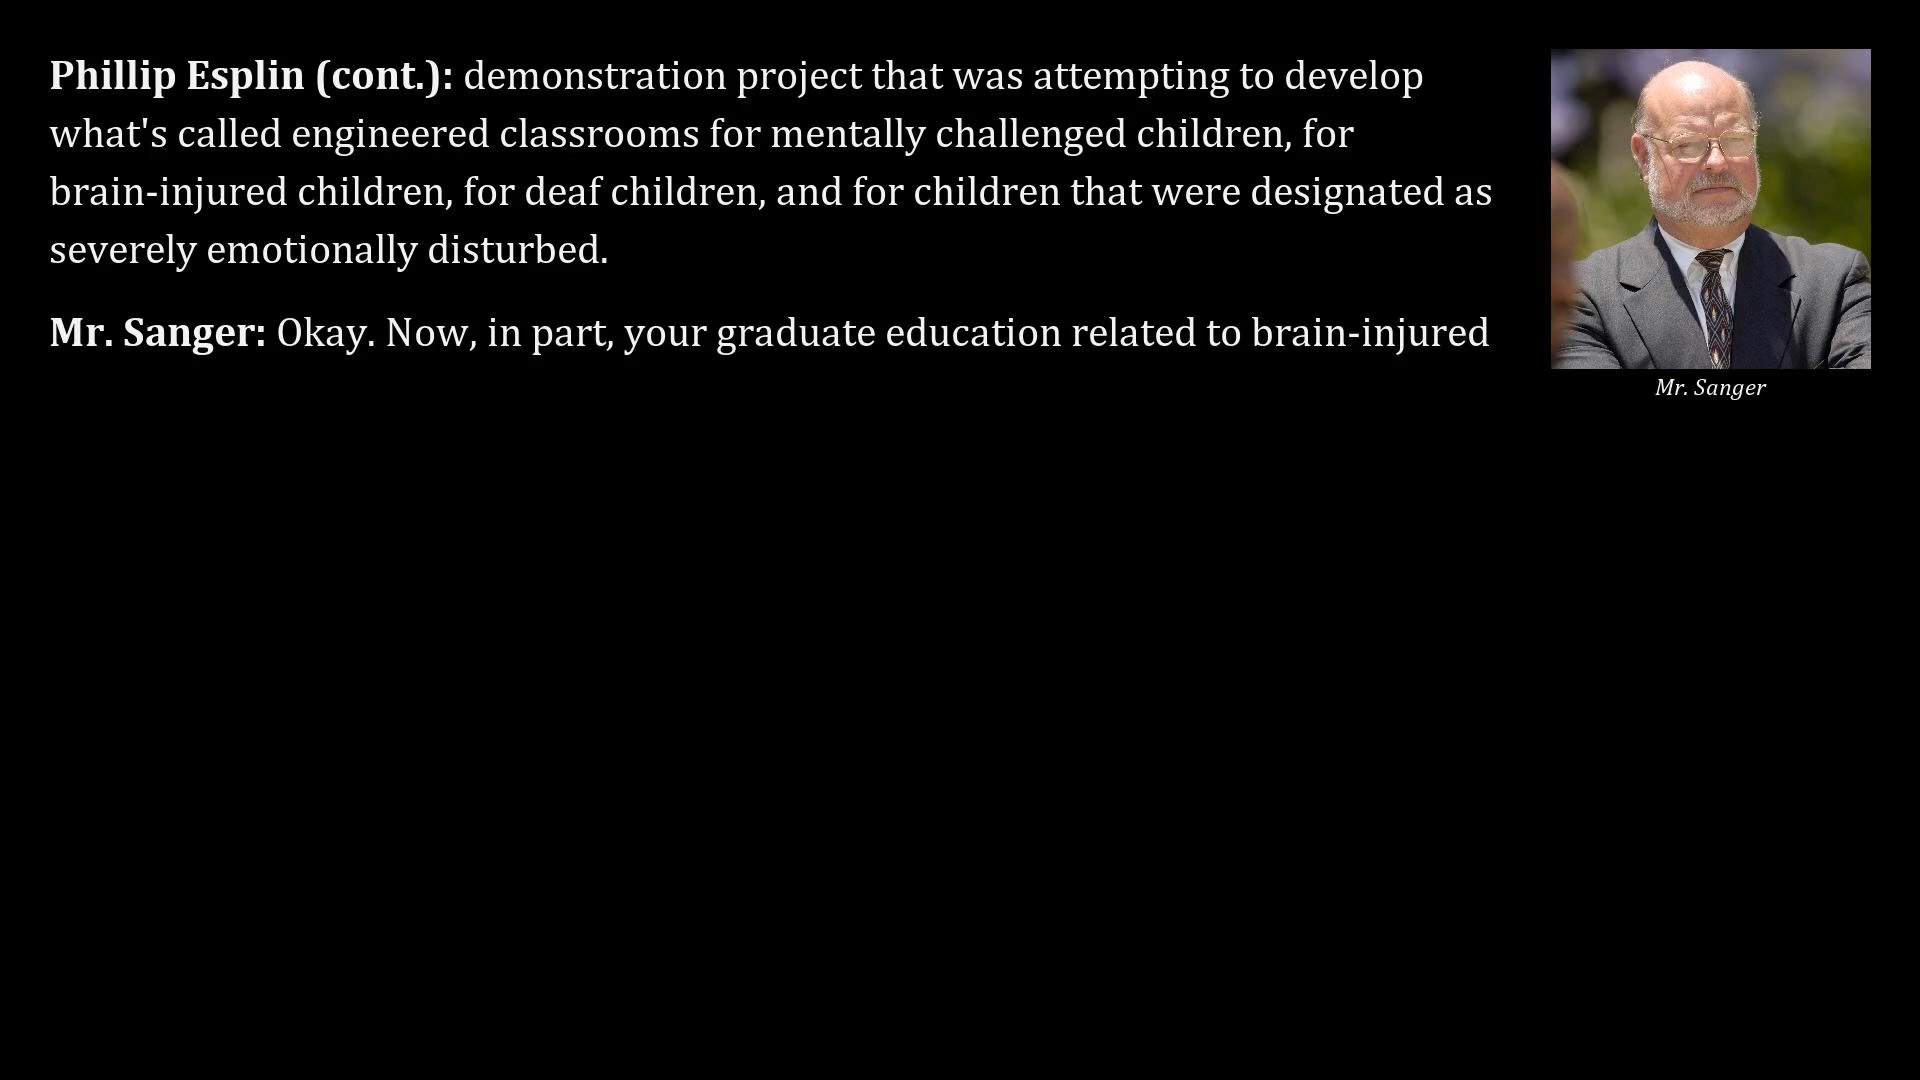 Phillip Esplin (cont.): demonstration project that was attempting to develop
what's called engineered classrooms for mentally challenged children, for
brain-injured children, for deaf children, and for children that were designated as
severely emotionally disturbed.
Mr. Sanger: Okay. Now, in part, your graduate education related to brain-injured
Mr. Sanger